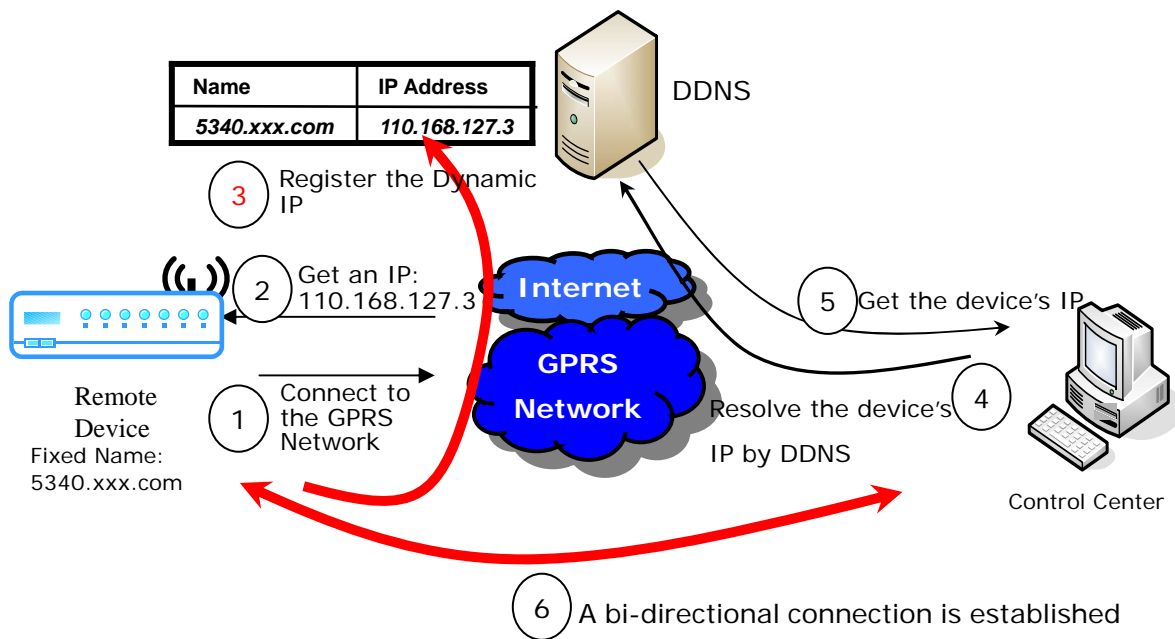 Name IP Address
5340.xxx.com 110.168.127.3
DDNS
3 Register the Dynamic
IP
2 Get an IP:
110.168.127.3
Internet
5 Get the device's IP
GPRS
Network
1 Connect to
the GPRS
Network
Remote
Device
Fixed Name:
5340.xxx.com
4 Resolve the device's
IP by DDNS
Control Center
6 A bi-directional connection is established